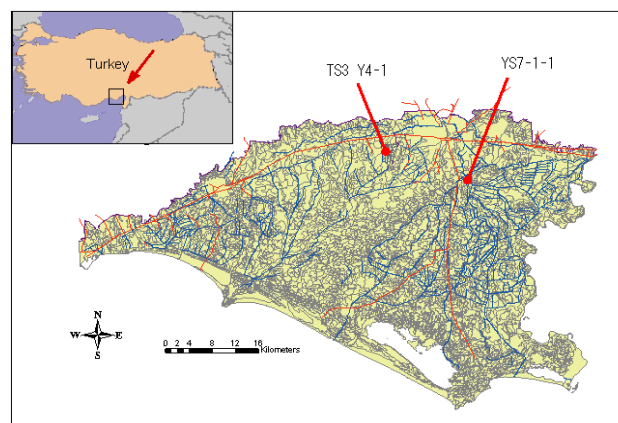 Turkey
TS3 Y4-1
YS7-1-1
N
W E
S
0 2 4 8 12 16
Kilometers